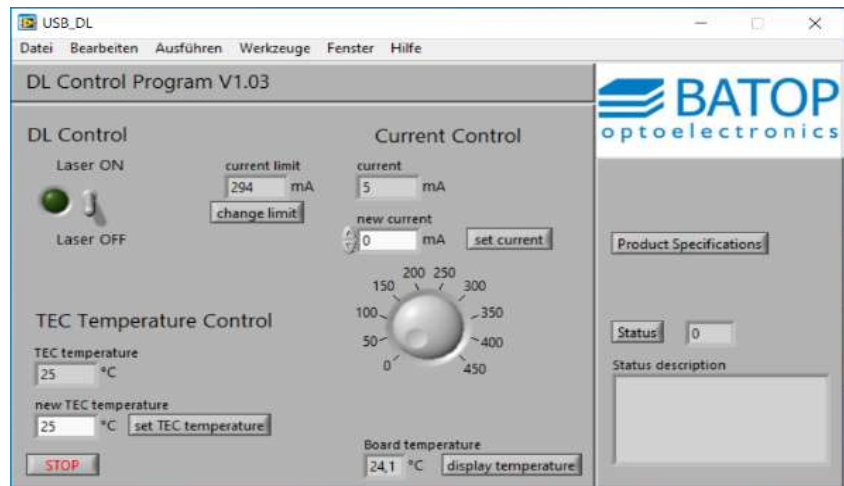 USB_DL
Datei Bearbeiten Ausführen Werkzeuge Fenster Hilfe
DL Control Program V1.03
BATOP
optoelectronics
DL Control
Laser ON
Laser OFF
current limit
294 mA
change limit
Current Control
current
5 mA
new current
0 mA set current
0 50 100 150 200 250 300 350 400 450
TEC Temperature Control
TEC temperature
25 °C
new TEC temperature
25 °C set TEC temperature
STOP
Board temperature
24,1 °C display temperature
Product Specifications
Status 0
Status description